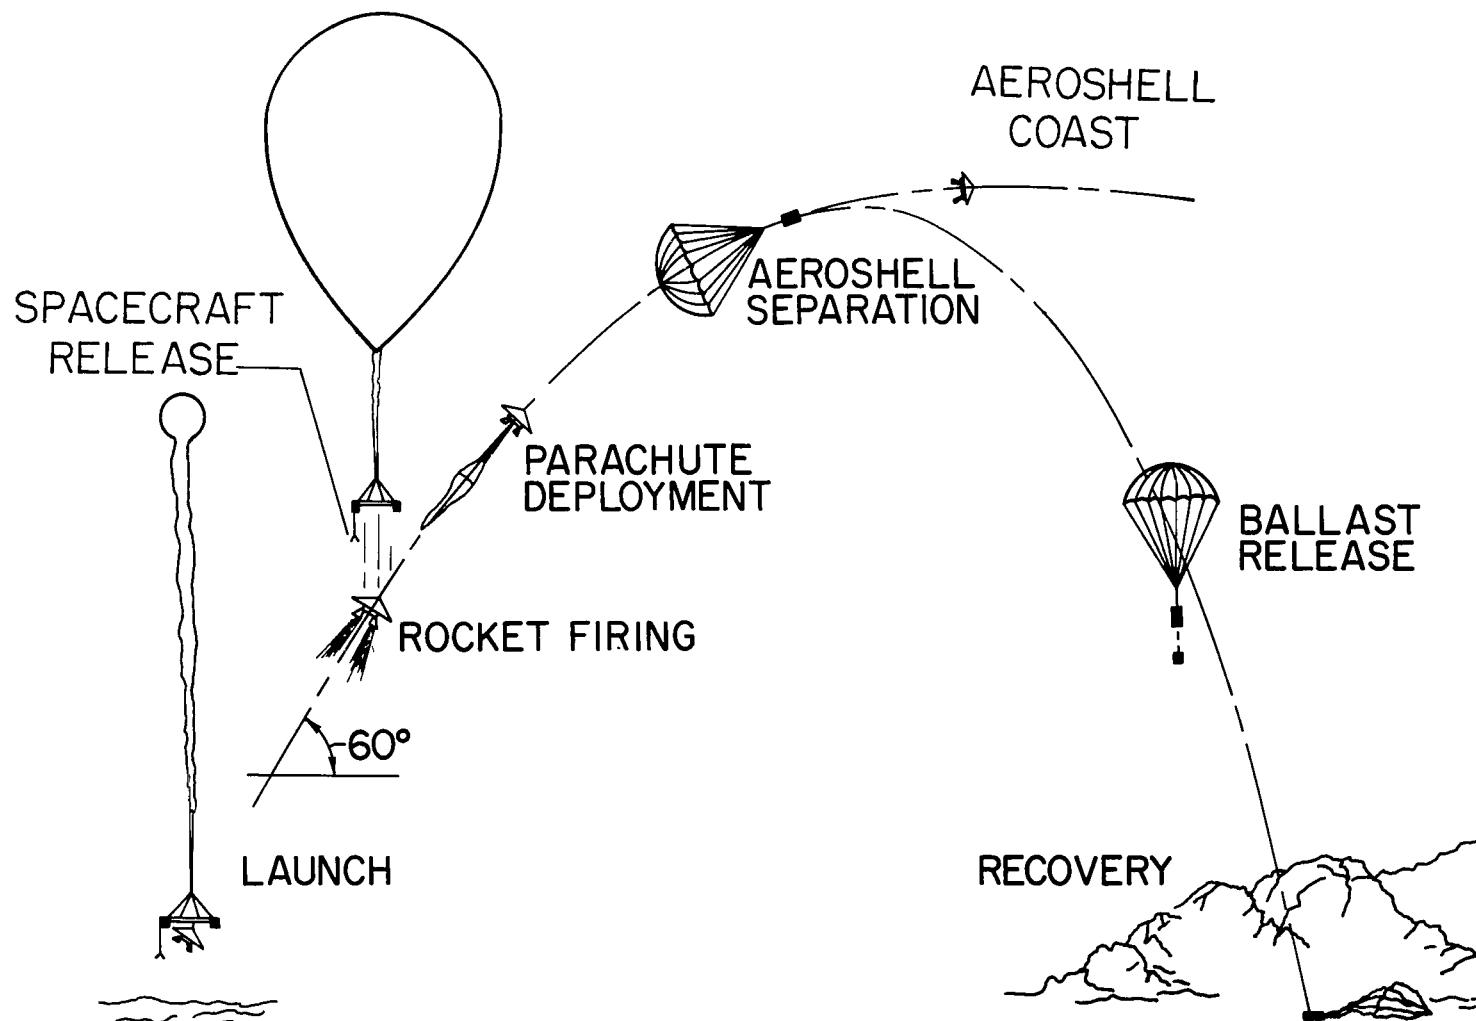 AEROSHELL
COAST
AEROSHELL
SEPARATION
SPACECRAFT
RELEASE
PARACHUTE
DEPLOYMENT
BALLAST
RELEASE
ROCKET FIRING
60°
LAUNCH
RECOVERY